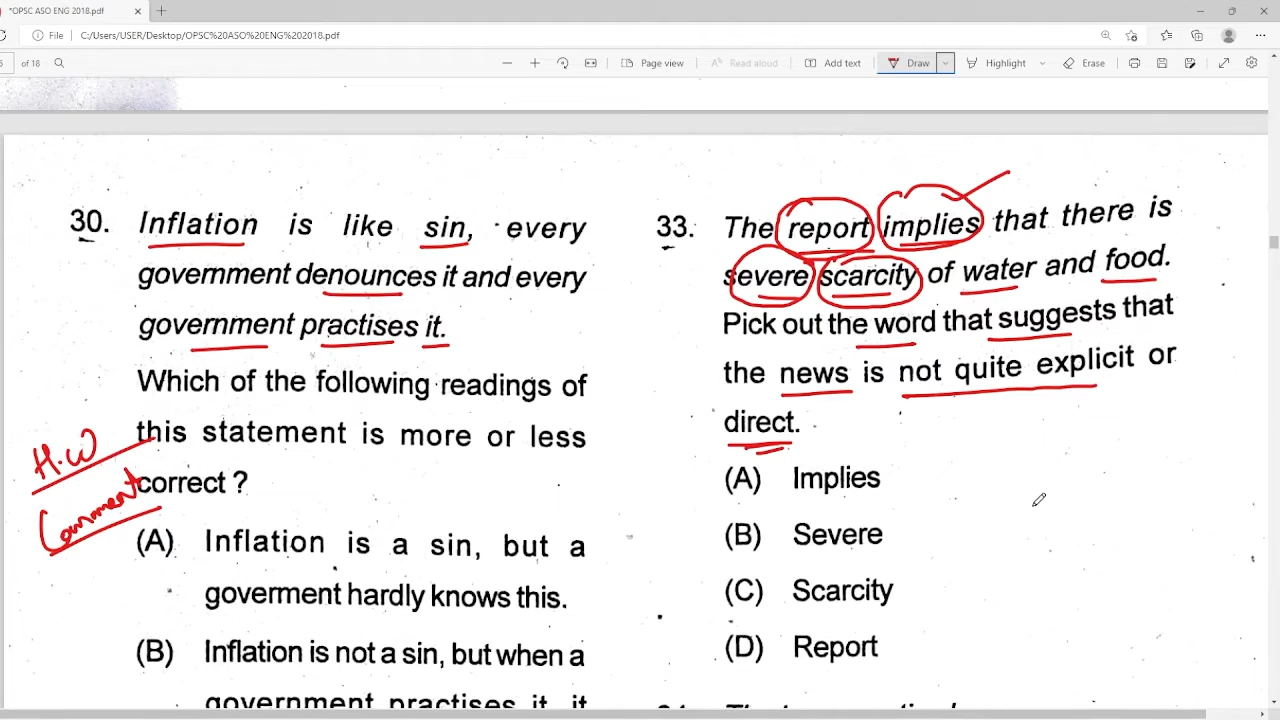 *OPSC ASO ENG 2018.pdf
File
C:/Users/USER/Desktop/OPSC%20ASO%20ENG%202018.pdf
of 18
Page view
Read aloud
Add text
Draw
Highlight
Erase
30. Inflation is like sin, every
government denounces it and every
government practises it.
Which of the following readings of
this statement is more or less
correct ?
H.W
Comment
(A) Inflation is a sin, but a
goverment hardly knows this.
(B) Inflation is not a sin, but when a
government practises it, it
33. The report implies that there is
severe scarcity of water and food.
Pick out the word that suggests that
the news is not quite explicit or
direct.
(A) Implies
(B) Severe
(C) Scarcity
(D) Report